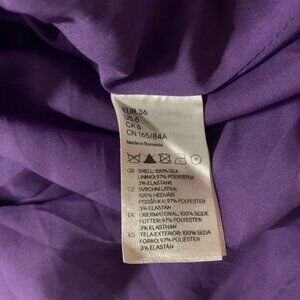 EUR 36
US 6
CA 6
CN 165/84A
Made in Romania
GB SHELL: 100% SILK
LINING: 97% POLYESTER
3% ELASTANE
CZ SVRCHNÍ LÁTKA:
100% HEDVÁBÍ
PODŠÍVKA: 97% POLYESTER
3% ELASTAN
DE OBERMATERIAL: 100% SEIDE
FUTTER: 97% POLYESTER
3% ELASTHAN
ES TELA EXTERIOR: 100% SEDA
FORRO: 97% POLIÉSTER
3% ELASTÁN